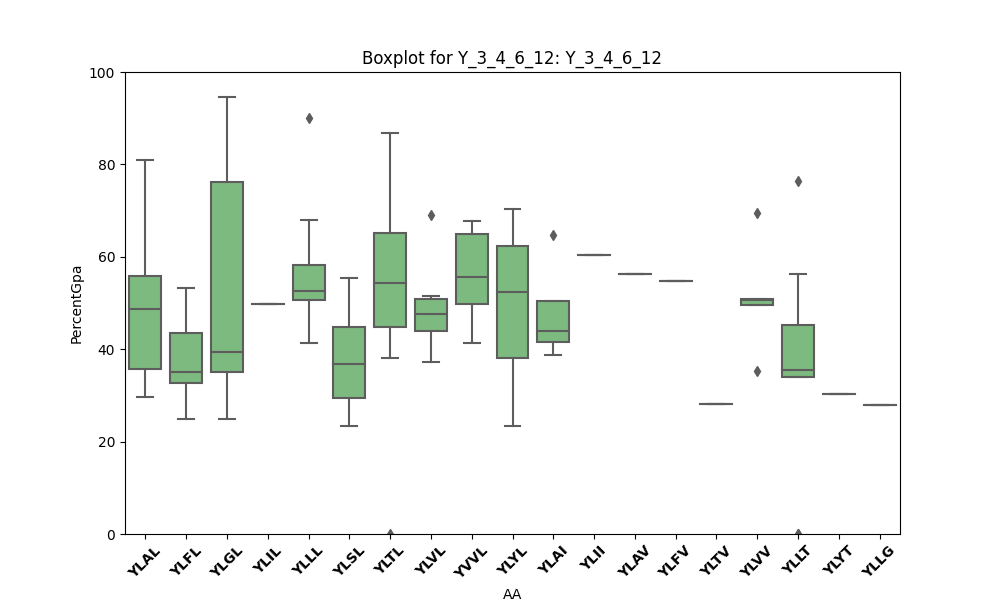 Boxplot for Y_3_4_6_12: Y_3_4_6_12
100
80
60
40
20
0
PercentGpa
YLAL
YLFL
YLGL
YLIL
YLLL
YLSL
YLTL
YLVL
YVVL
YLYL
YLAI
YLII
YLAV
YLFV
YLTV
YLVV
YLLT
YLYT
YLLG
AA